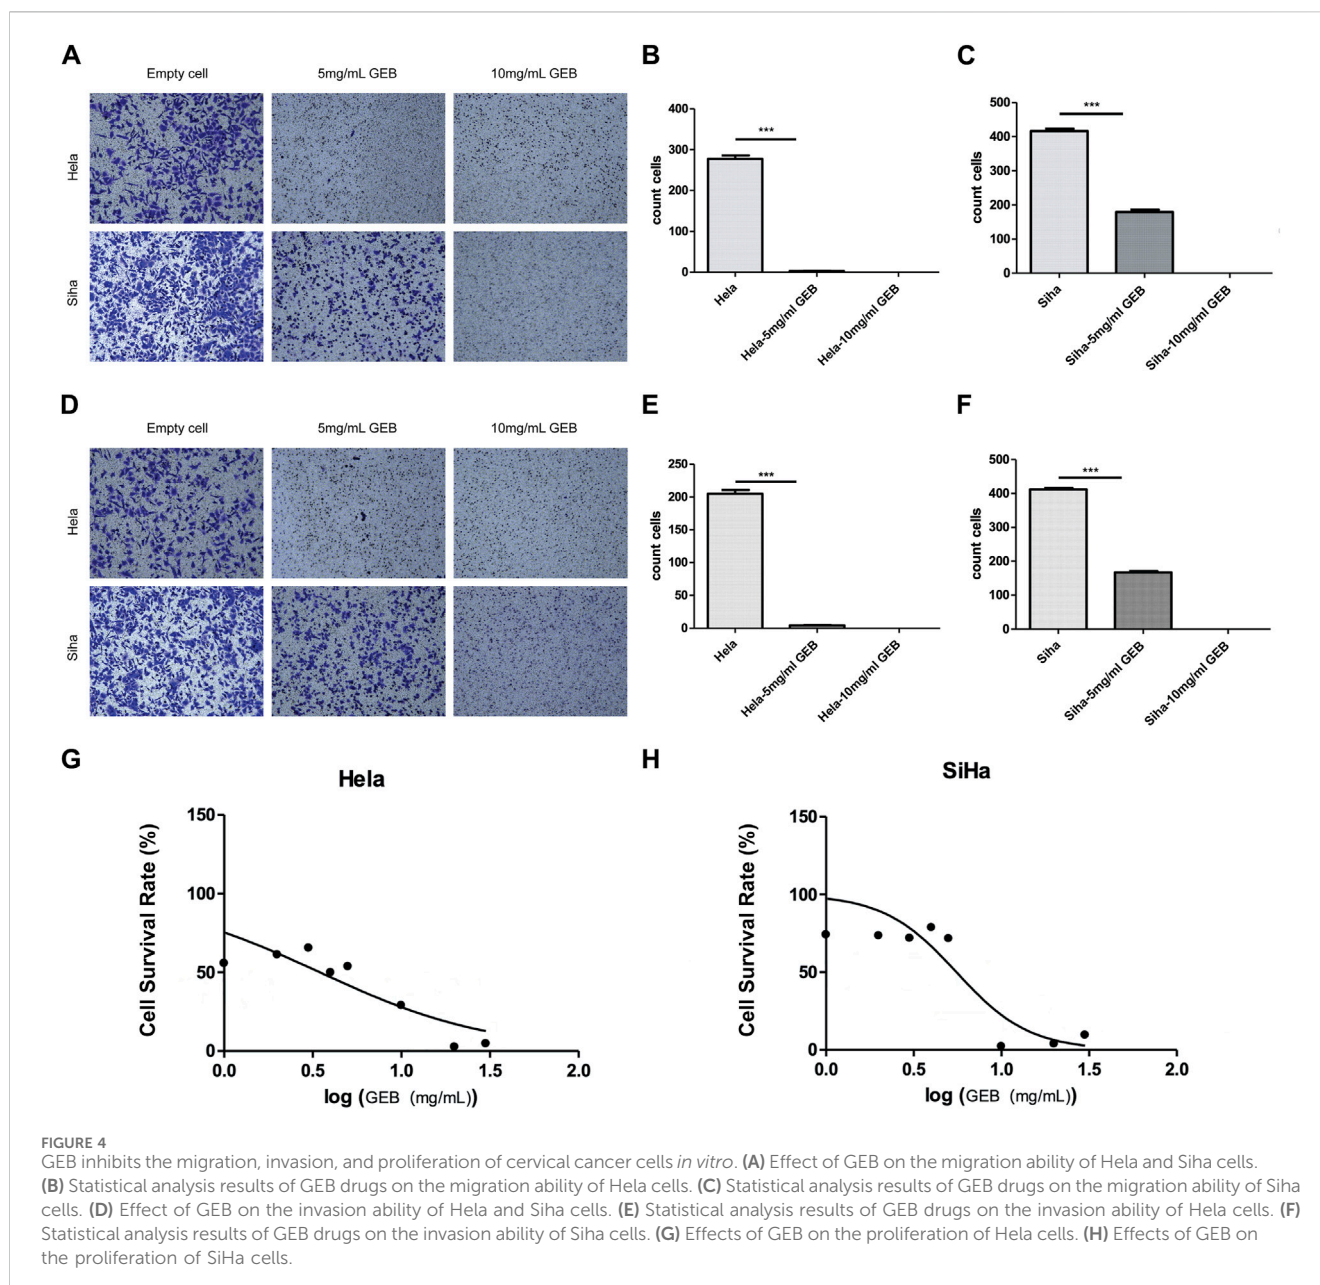 A
Empty cell
5mg/mL GEB
10mg/mL GEB
Hela
Siha
B
400
300
200
100
0
count cells
***
Hela
Hela-5mg/ml GEB
Hela-10mg/ml GEB
C
500
400
300
200
100
0
count cells
***
Siha
Siha-5mg/ml GEB
Siha-10mg/ml GEB
D
Empty cell
5mg/mL GEB
10mg/mL GEB
Hela
Siha
E
250
200
150
100
50
0
count cells
***
Hela
Hela-5mg/ml GEB
Hela-10mg/ml GEB
F
500
400
300
200
100
0
count cells
***
Siha
Siha-5mg/ml GEB
Siha-10mg/ml GEB
G
Hela
150
100
50
0
Cell Survival Rate (%)
0.0 0.5 1.0 1.5 2.0
log (GEB (mg/mL))
H
SiHa
150
100
50
0
Cell Survival Rate (%)
0.0 0.5 1.0 1.5 2.0
log (GEB (mg/mL))
FIGURE 4
GEB inhibits the migration, invasion, and proliferation of cervical cancer cells in vitro. (A) Effect of GEB on the migration ability of Hela and Siha cells.
(B) Statistical analysis results of GEB drugs on the migration ability of Hela cells. (C) Statistical analysis results of GEB drugs on the migration ability of Siha
cells. (D) Effect of GEB on the invasion ability of Hela and Siha cells. (E) Statistical analysis results of GEB drugs on the invasion ability of Hela cells. (F)
Statistical analysis results of GEB drugs on the invasion ability of Siha cells. (G) Effects of GEB on the proliferation of Hela cells. (H) Effects of GEB on
the proliferation of SiHa cells.